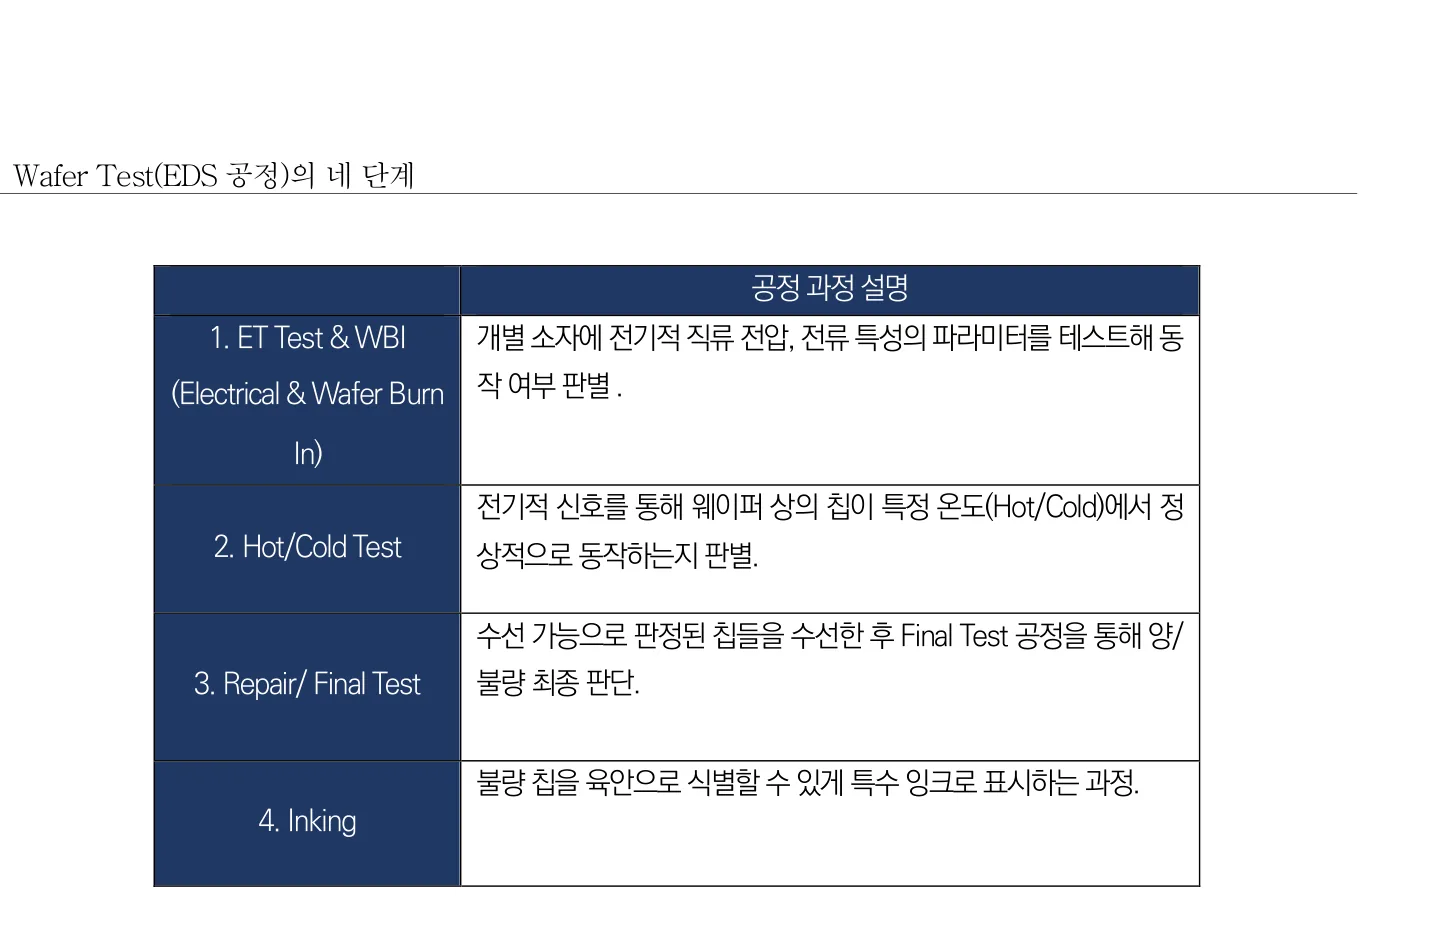 Wafer Test(EDS 공정)의 네 단계
공정 과정 설명
1. ET Test & WBI
(Electrical & Wafer Burn
In)
개별 소자에 전기적 직류 전압, 전류 특성의 파라미터를 테스트해 동
작 여부 판별 .
2. Hot/Cold Test
전기적 신호를 통해 웨이퍼 상의 칩이 특정 온도(Hot/Cold)에서 정
상적으로 동작하는지 판별.
3. Repair/ Final Test
수선 가능으로 판정된 칩들을 수선한 후 Final Test 공정을 통해 양/
불량 최종 판단.
4. Inking
불량 칩을 육안으로 식별할 수 있게 특수 잉크로 표시하는 과정.